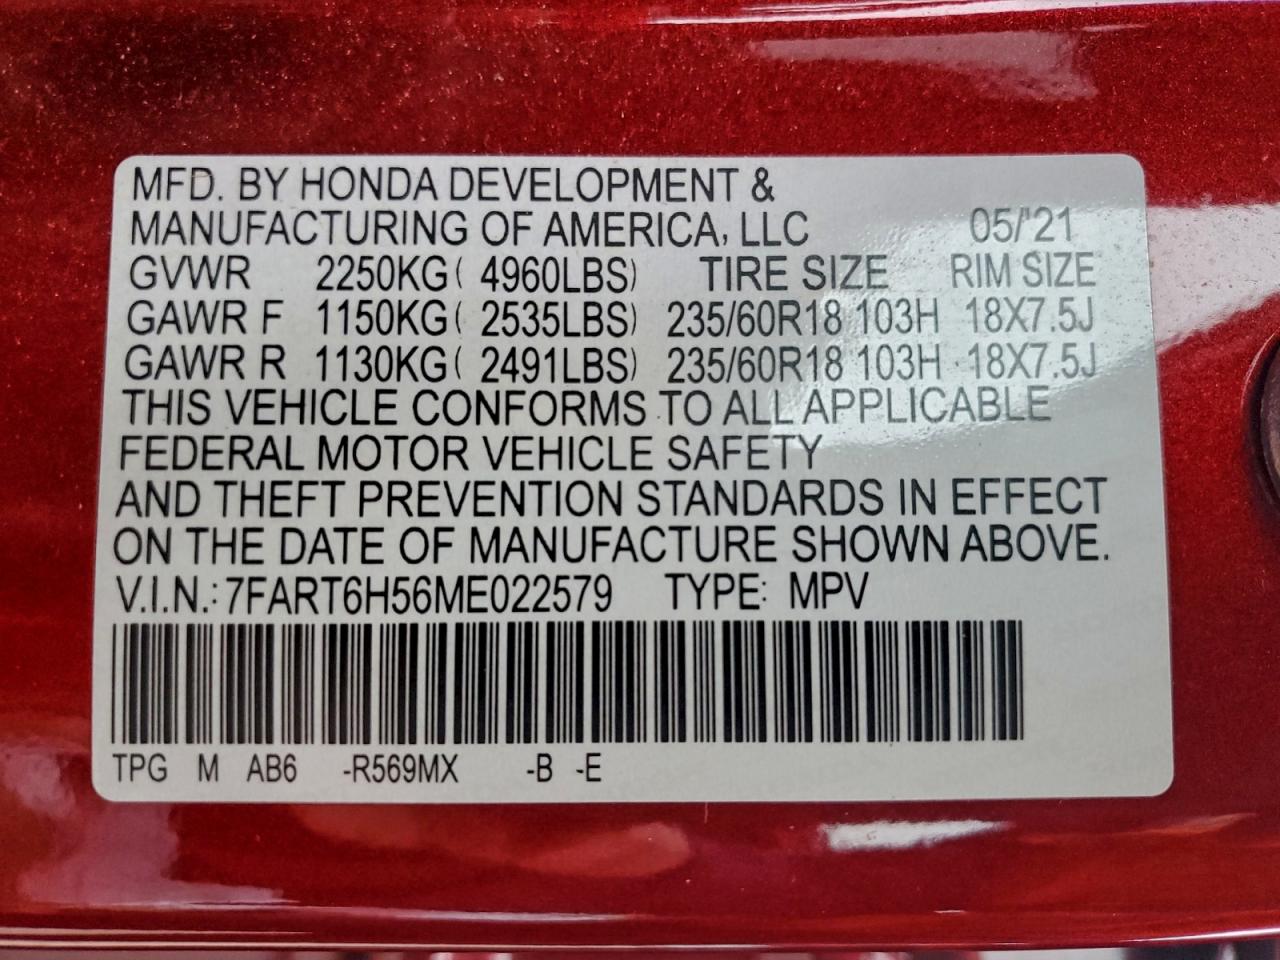 MFD. BY HONDA DEVELOPMENT &
MANUFACTURING OF AMERICA, LLC 05/'21
GVWR 2250KG( 4960LBS) TIRE SIZE RIM SIZE
GAWR F 1150KG( 2535LBS) 235/60R18 103H 18X7.5J
GAWR R 1130KG( 2491LBS) 235/60R18 103H 18X7.5J
THIS VEHICLE CONFORMS TO ALL APPLICABLE
FEDERAL MOTOR VEHICLE SAFETY
AND THEFT PREVENTION STANDARDS IN EFFECT
ON THE DATE OF MANUFACTURE SHOWN ABOVE.
V.I.N.: 7FART6H56ME022579 TYPE: MPV
TPG M AB6 -R569MX -B -E